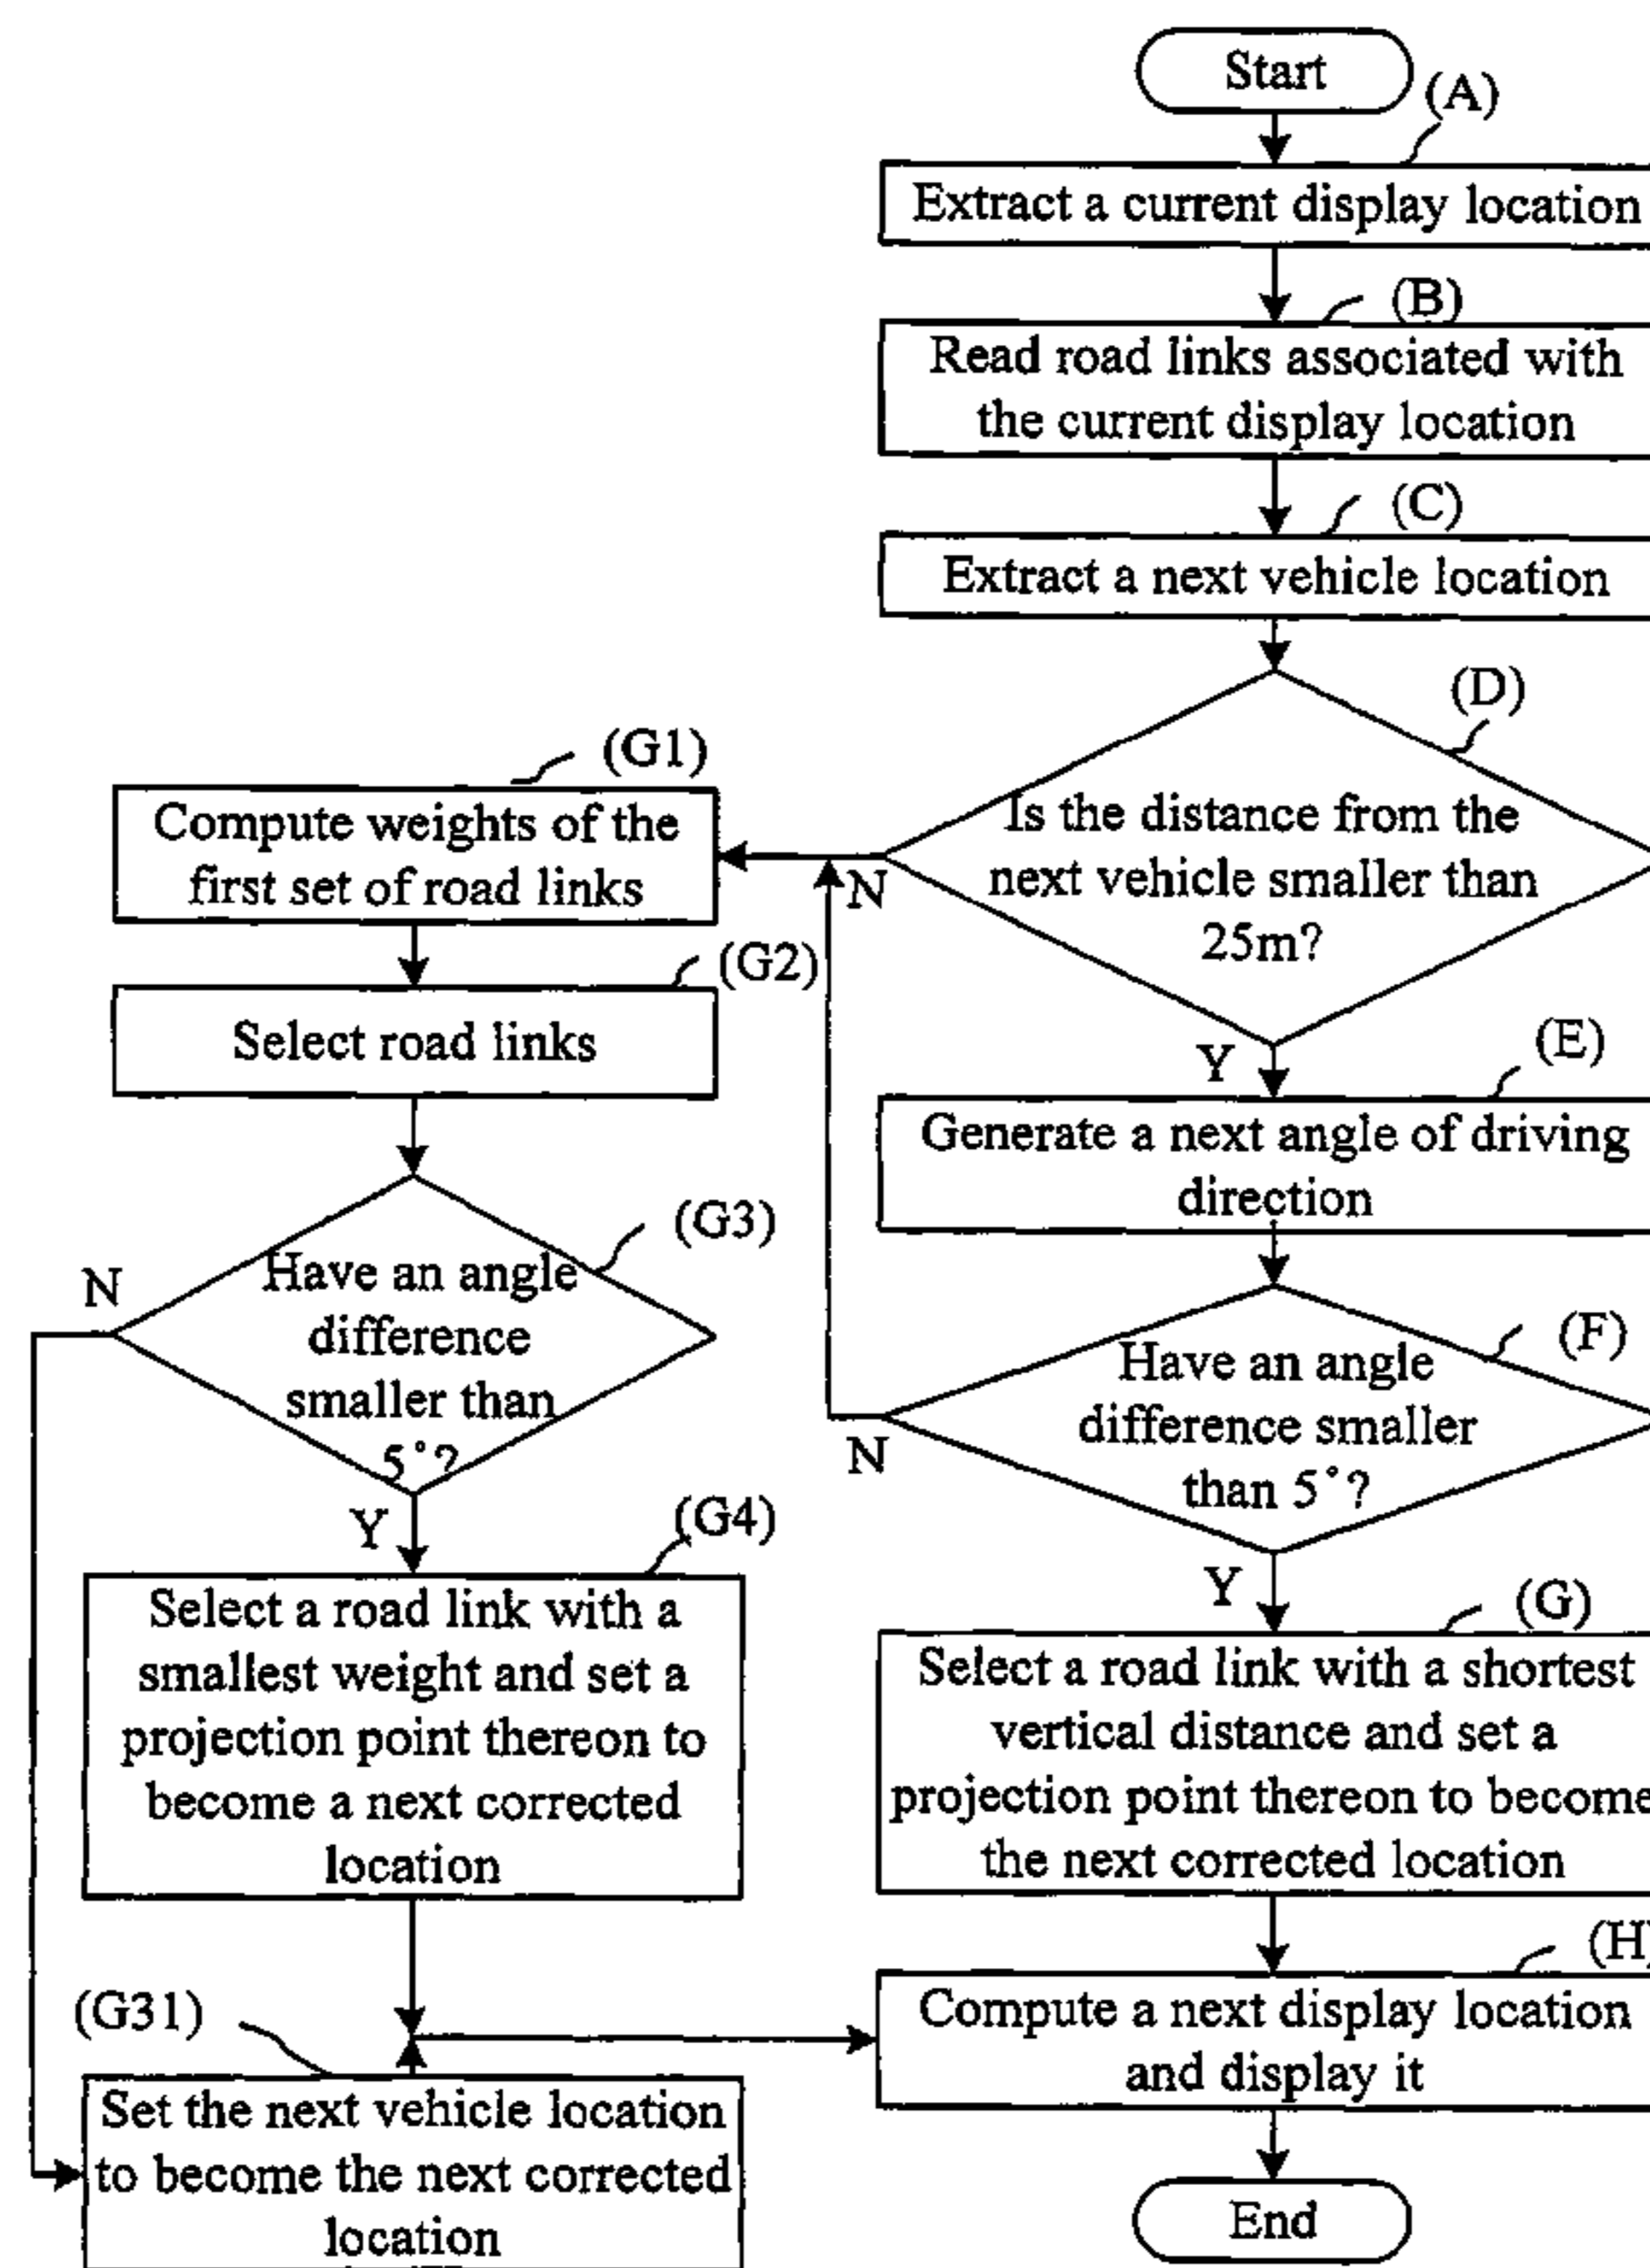 Start
(A)
Extract a current display location
(B)
Read road links associated with
the current display location
(C)
Extract a next vehicle location
(D)
Is the distance from the
next vehicle smaller than
25m?
N
Y
(E)
Generate a next angle of driving
direction
(F)
Have an angle
difference smaller
than 5°?
N
Y
(G)
Select a road link with a shortest
vertical distance and set a
projection point thereon to become
the next corrected location
(H)
Compute a next display location
and display it
End
(G1)
Compute weights of the
first set of road links
(G2)
Select road links
(G3)
Have an angle
difference
smaller than
5°?
N
Y
(G4)
Select a road link with a
smallest weight and set a
projection point thereon to
become a next corrected
location
(G31)
Set the next vehicle location
to become the next corrected
location